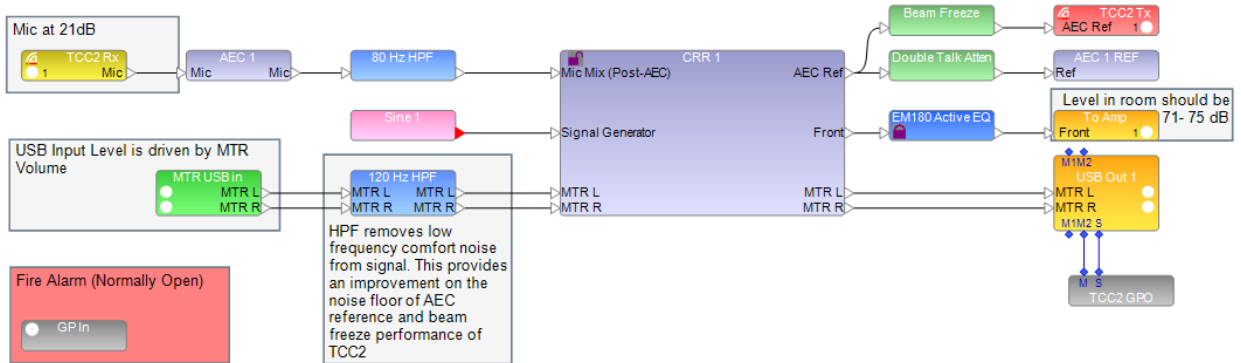 Mic at 21dB
TCC2 Rx
1 Mic
AEC 1
Mic Mic
80 Hz HPF
Sine 1
USB Input Level is driven by MTR
Volume
MTR USB in
MTR L
MTR R
120 Hz HPF
MTR L MTR L
MTR R MTR R
HPF removes low
frequency comfort noise
from signal. This provides
an improvement on the
noise floor of AEC
reference and beam
freeze performance of
TCC2
Fire Alarm (Normally Open)
GP In
CRR 1
Mic Mix (Post-AEC) AEC Ref
Signal Generator Front
MTR L MTR L
MTR R MTR R
Beam Freeze
TCC2 Tx
AEC Ref 1
Double Talk Atten
AEC 1 REF
Ref
EM180 Active EQ
Level in room should be
71- 75 dB
To Amp
Front 1
M1M2
USB Out 1
MTR L
MTR R
M1M2 S
M S
TCC2 GPO